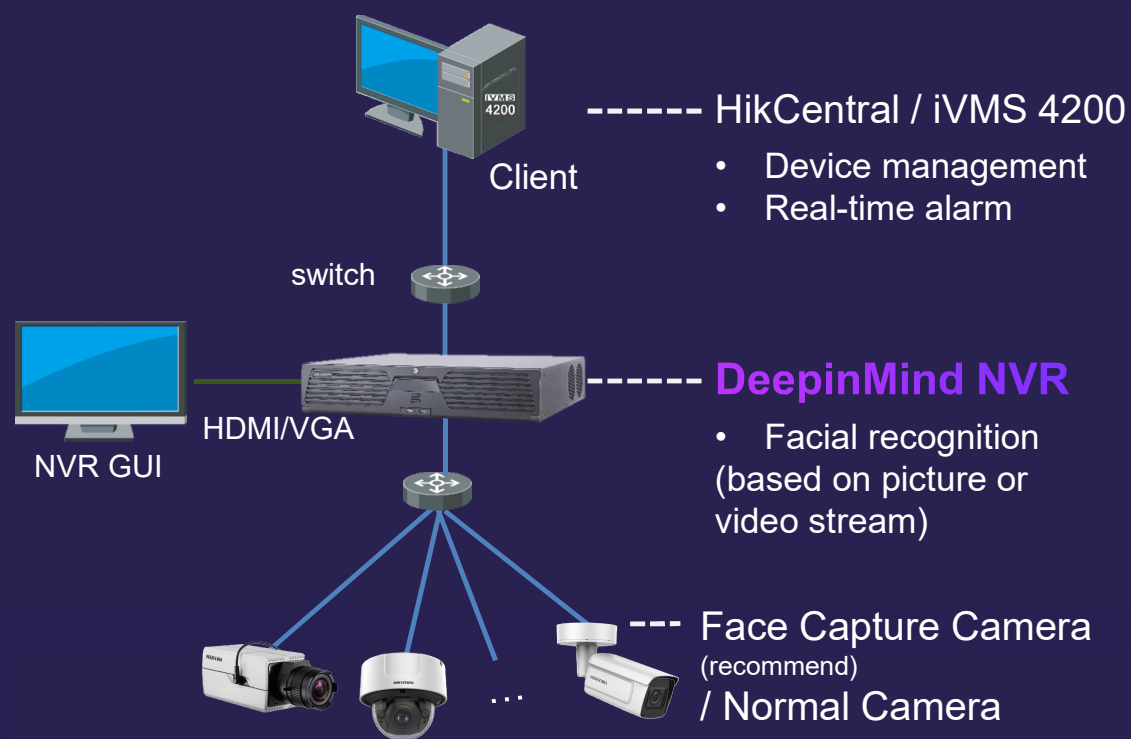 iVMS
4200
Client
HikCentral / iVMS 4200
• Device management
• Real-time alarm
switch
HDMI/VGA
NVR GUI
DeepinMind NVR
• Facial recognition
(based on picture or
video stream)
...
Face Capture Camera
(recommend)
/ Normal Camera